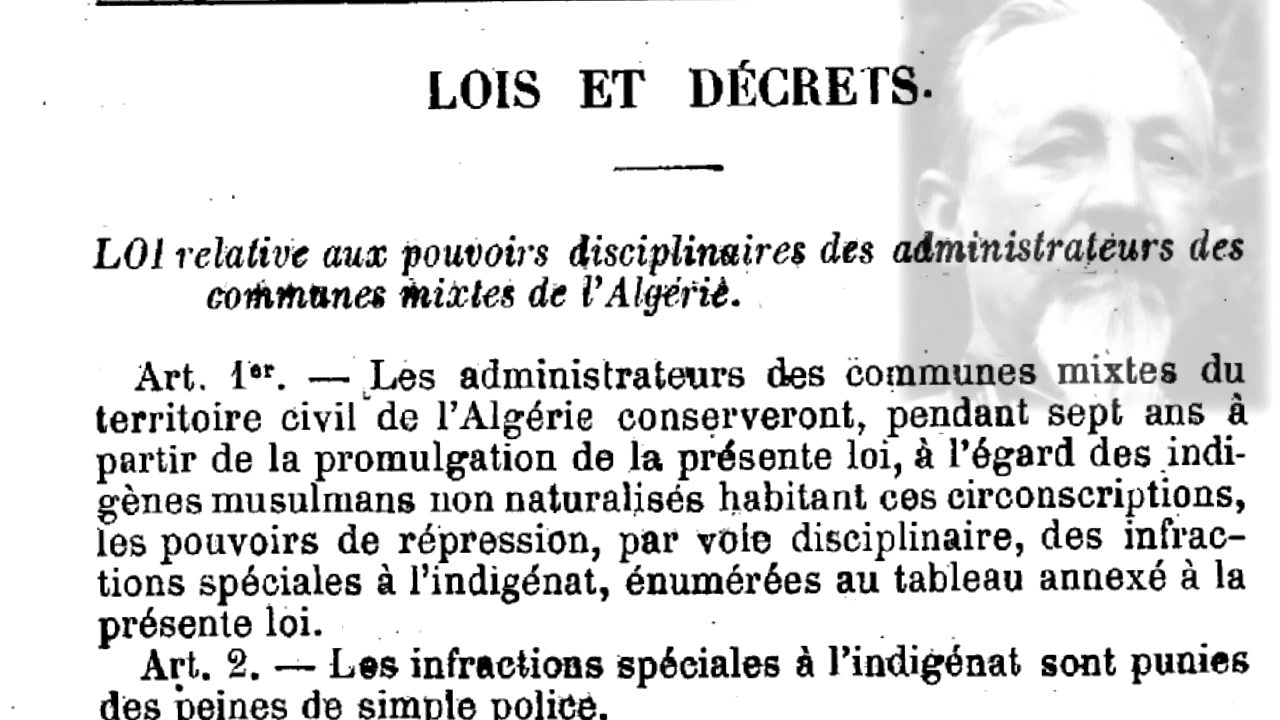 LOIS ET DÉCRETS.
LOI relative aux pouvoirs disciplinaires des administrateurs des
communes mixtes de l'Algérie.
Art. 1er. — Les administrateurs des communes mixtes du
territoire civil de l'Algérie conserveront, pendant sept ans à
partir de la promulgation de la présente loi, à l'égard des indi-
gènes musulmans non naturalisés habitant ces circonscriptions,
les pouvoirs de répression, par voie disciplinaire, des infrac-
tions spéciales à l'indigénat, énumérées au tableau annexé à la
présente loi.
Art. 2. — Les infractions spéciales à l'indigénat sont punies
des peines de simple police.